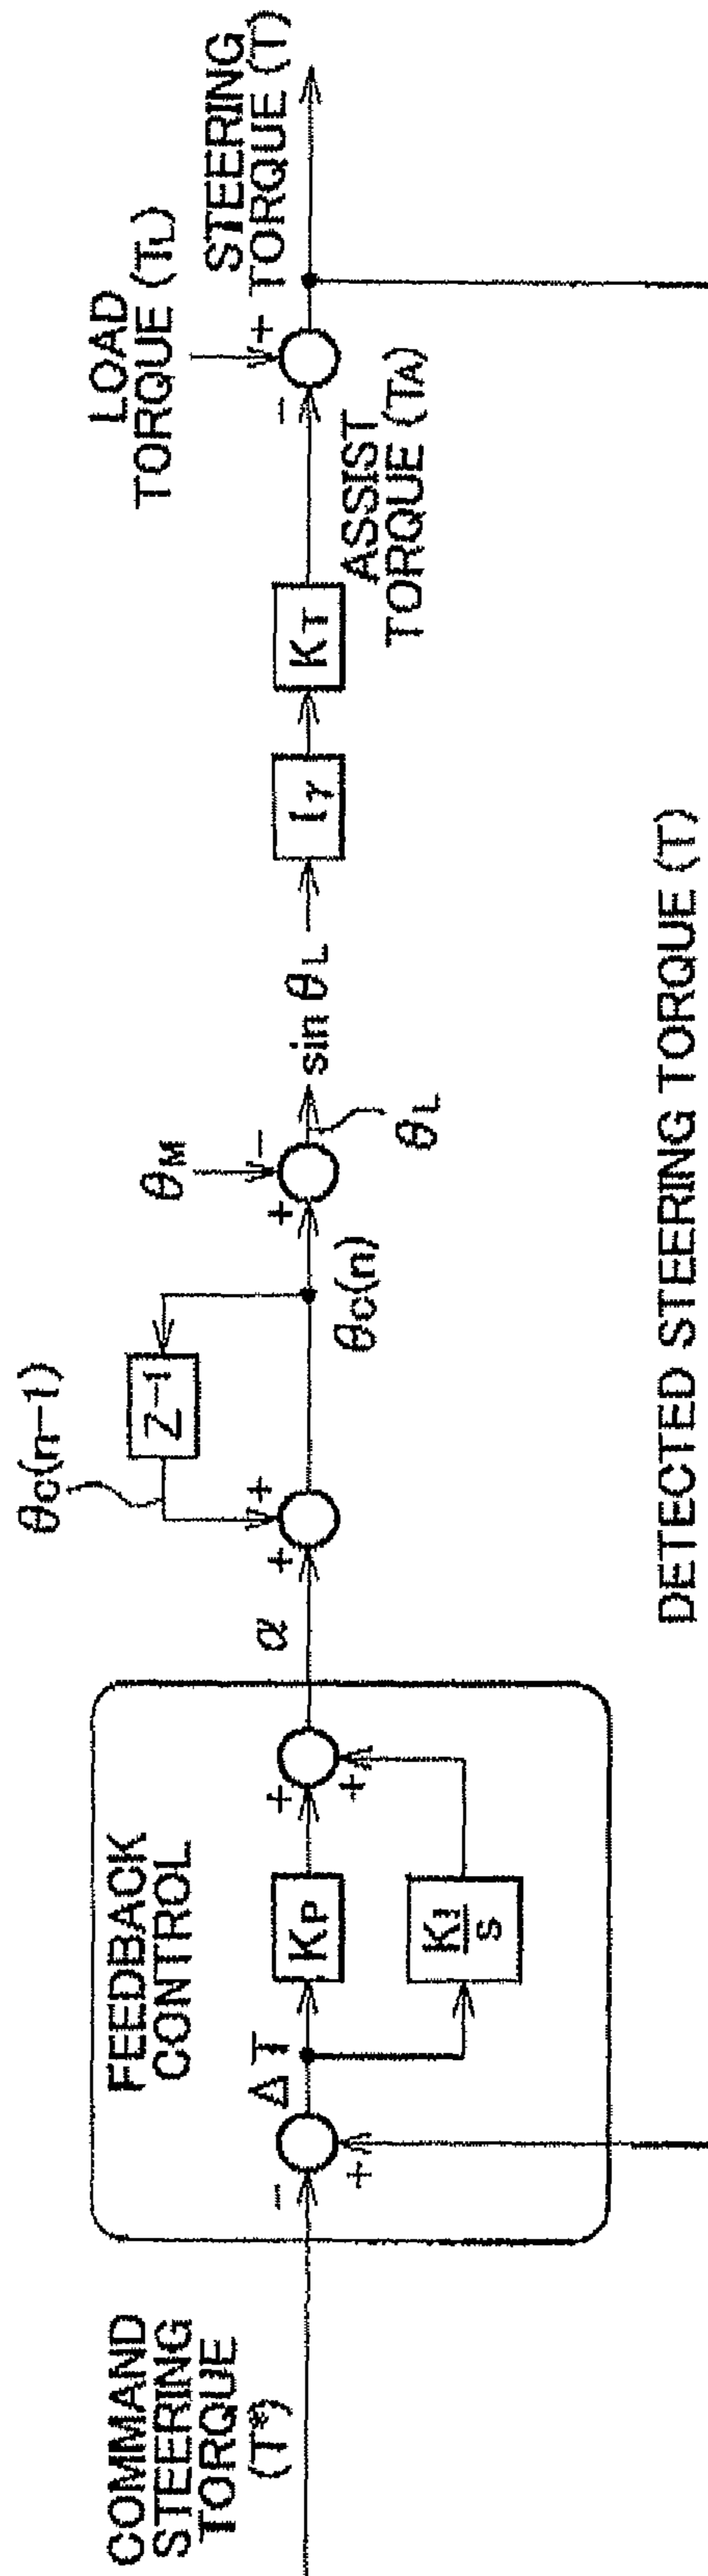 COMMAND
STEERING
TORQUE
(T*)
FEEDBACK
CONTROL
-
+
ΔT
KP
KI
s
+
+
α
+
+
θC(n-1)
Z-1
θC(n)
+
-
θM
θL
sin θL
Iγ
KT
ASSIST
TORQUE (TA)
-
+
LOAD
TORQUE (TL)
STEERING
TORQUE (T)
DETECTED STEERING TORQUE (T)